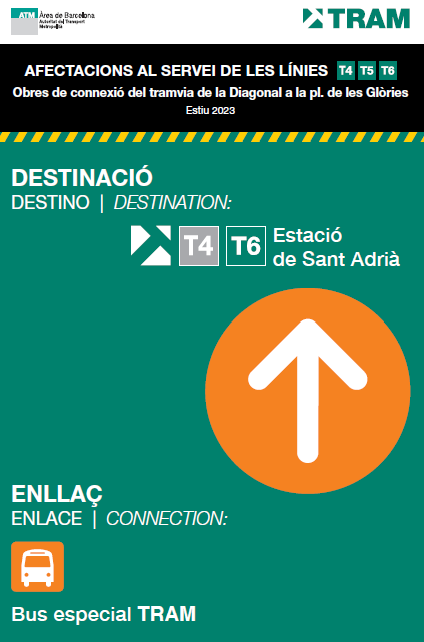 ATM Àrea de Barcelona
Autoritat del Transport
Metropolità
TRAM
AFECTACIONS AL SERVEI DE LES LÍNIES T4 T5 T6
Obres de connexió del tramvia de la Diagonal a la pl. de les Glòries
Estiu 2023
DESTINACIÓ
DESTINO | DESTINATION:
T4 T6 Estació
de Sant Adrià
ENLLAÇ
ENLACE | CONNECTION:
Bus especial TRAM